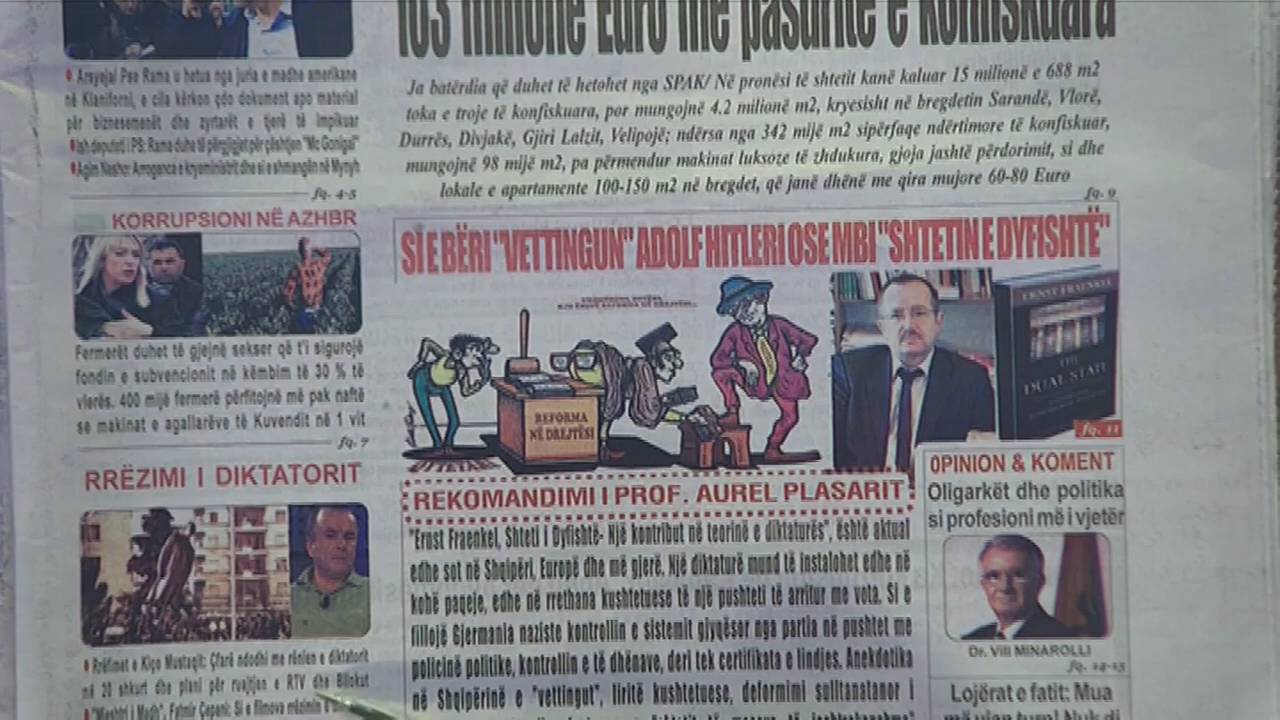 103 milionë Euro me pasuritë e konfiskuara
Ja batërdia që duhet të hetohet nga SPAK/ Në pronësi të shtetit kanë kaluar 15 milionë e 688 m2
toka e troje të konfiskuara, por mungojnë 4.2 milionë m2, kryesisht në bregdetin Sarandë, Vlorë,
Durrës, Divjakë, Gjiri Lalzit, Velipojë; ndërsa nga 342 mijë m2 sipërfaqe ndërtimore të konfiskuar,
mungojnë 98 mijë m2, pa përmendur makinat luksoze të zhdukura, gjoja jashtë përdorimit, si dhe
lokale e apartamente 100-150 m2 në bregdet, që janë dhënë me qira mujore 60-80 Euro
fq. 9
Arsyeja! Pse Rama u hetua nga juria e madhe amerikane
në Klaniforni, e cila kërkon çdo dokument apo material
për biznesmenët dhe zyrtarët e tjerë të implikuar
Ish deputeti i PS: Rama duhe të përgjigjet për çështjen "Mc Gonigal"
Agim Nesho: Arroganca e kryeministrit dhe si e shmangën në Mynyh
fq. 4-5
KORRUPSIONI NË AZHBR
Fermerët duhet të gjejnë sekser që t'i sigurojë
fondin e subvencionit në këmbim të 30 % të
vlerës. 400 mijë fermerë përfitojnë më pak naftë
se makinat e agallarëve të Kuvendit në 1 vit
fq. 7
RRËZIMI I DIKTATORIT
Rrëfimet e Kiço Mustaqit: Çfarë ndodhi me rënien e diktatorit
në 20 shkurt dhe plani për ruajtjen e RTV dhe Bllokut
"Mashtri i Madh", Fatmir Çepani: Si e filmova rrëzimin e
SI E BËRI "VETTINGUN" ADOLF HITLERI OSE MBI "SHTETIN E DYFISHTË"
REFORMA
NË DREJTËSI
ERNST FRAENKEL
THE
DUAL STATE
fq. 11
REKOMANDIMI I PROF. AUREL PLASARIT
"Ernst Fraenkel, Shteti i Dyfishtë- Një kontribut në teorinë e diktaturës", është aktual
edhe sot në Shqipëri, Europë dhe më gjerë. Një diktaturë mund të instalohet edhe në
kohë paqeje, edhe në rrethana kushtetuese të një pushteti të arritur me vota. Si e
fillojë Gjermania naziste kontrollin e sistemit gjyqësor nga partia në pushtet me
policinë politike, kontrollin e të dhënave, deri tek certifikata e lindjes. Anekdotika
në Shqipërinë e "vettingut", liritë kushtetuese, deformimi sulltanatanor i
OPINION & KOMENT
Oligarkët dhe politika
si profesioni më i vjetër
Dr. Vili MINAROLLI
fq. 14-15
Lojërat e fatit: Mua